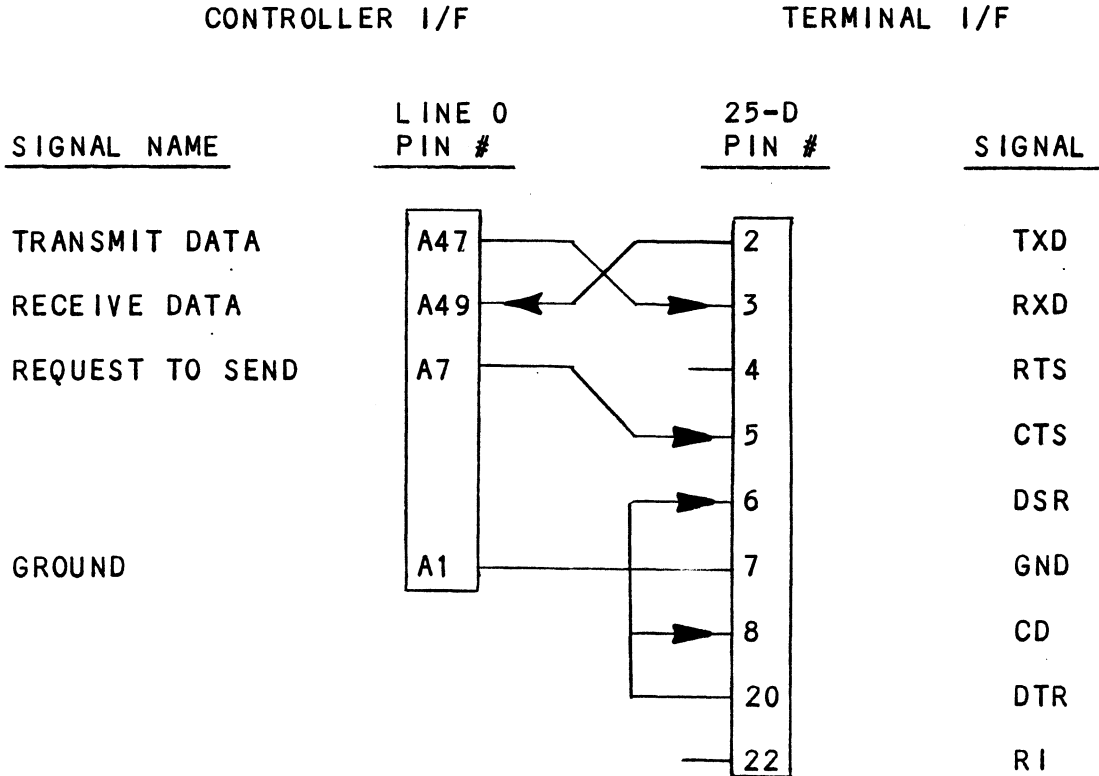 CONTROLLER I/F TERMINAL I/F
LINE 0 25-D
SIGNAL NAME PIN # PIN # SIGNAL
TRANSMIT DATA A47 2 TXD
RECEIVE DATA A49 3 RXD
REQUEST TO SEND A7 4 RTS
5 CTS
6 DSR
GROUND A1 7 GND
8 CD
20 DTR
22 RI